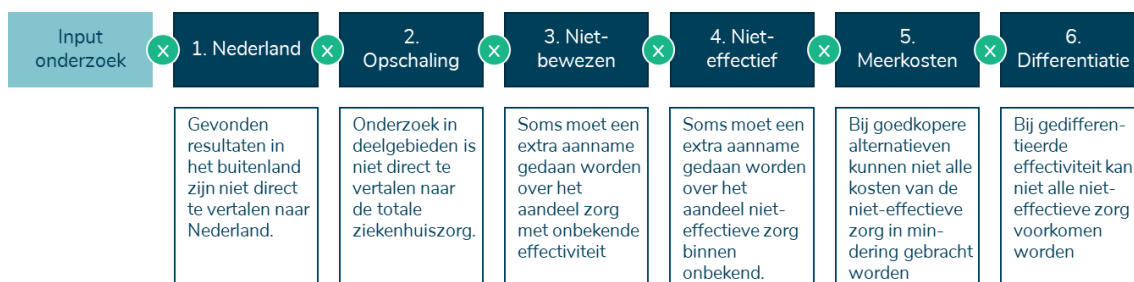 Input
onderzoek
x
1. Nederland
x
2.
Opschaling
x
3. Niet-
bewezen
x
4. Niet-
effectief
x
5.
Meerkosten
x
6.
Differentiatie
Gevonden
resultaten in
het buitenland
zijn niet direct
te vertalen naar
Nederland.
Onderzoek in
deelgebieden is
niet direct te
vertalen naar
de totale
ziekenhuiszorg.
Soms moet een
extra aanname
gedaan worden
over het
aandeel zorg
met onbekende
effectiviteit
Soms moet een
extra aanname
gedaan worden
over het
aandeel niet-
effectieve zorg
binnen
onbekend.
Bij goedkopere
alternatieven
kunnen niet alle
kosten van de
niet-effectieve
zorg in min-
dering gebracht
worden
Bij gedifferen-
tieerde
effectiviteit kan
niet alle niet-
effectieve zorg
voorkomen
worden